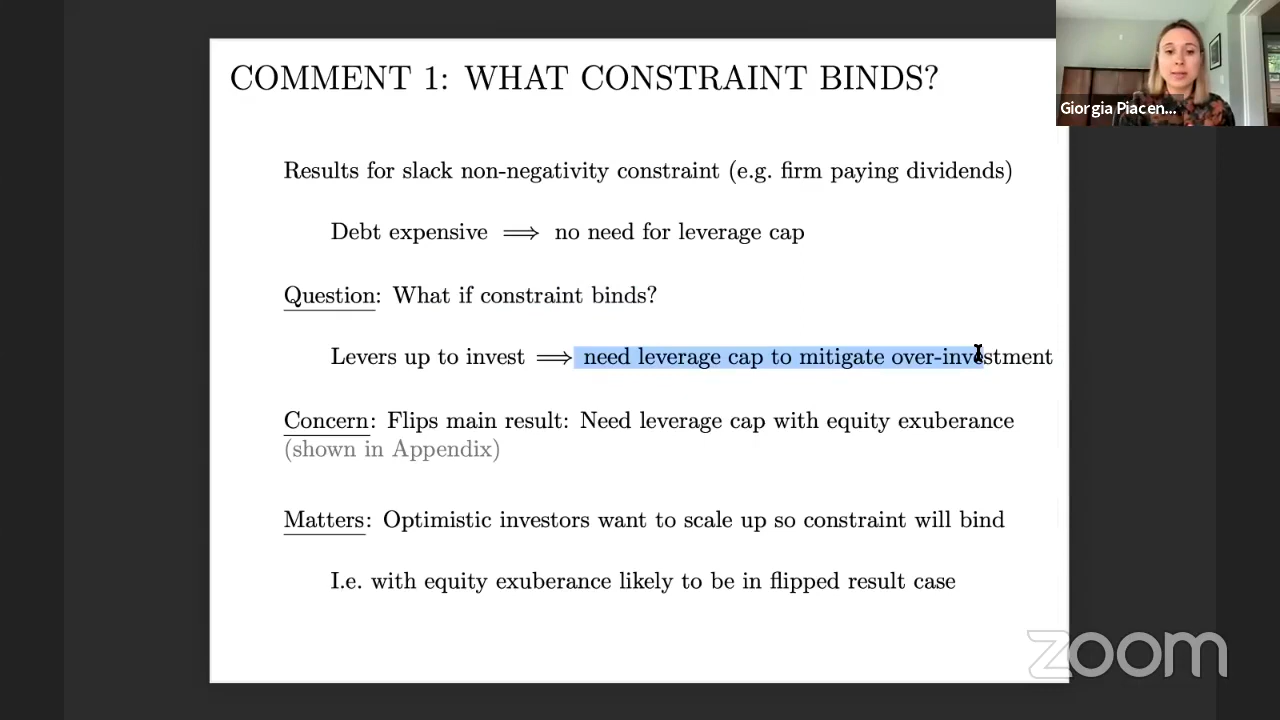 COMMENT 1: WHAT CONSTRAINT BINDS?
Giorgia Piacen...
Results for slack non-negativity constraint (e.g. firm paying dividends)
Debt expensive ⟹ no need for leverage cap
Question: What if constraint binds?
Levers up to invest ⟹ need leverage cap to mitigate over-investment
Concern: Flips main result: Need leverage cap with equity exuberance
(shown in Appendix)
Matters: Optimistic investors want to scale up so constraint will bind
I.e. with equity exuberance likely to be in flipped result case
zoom